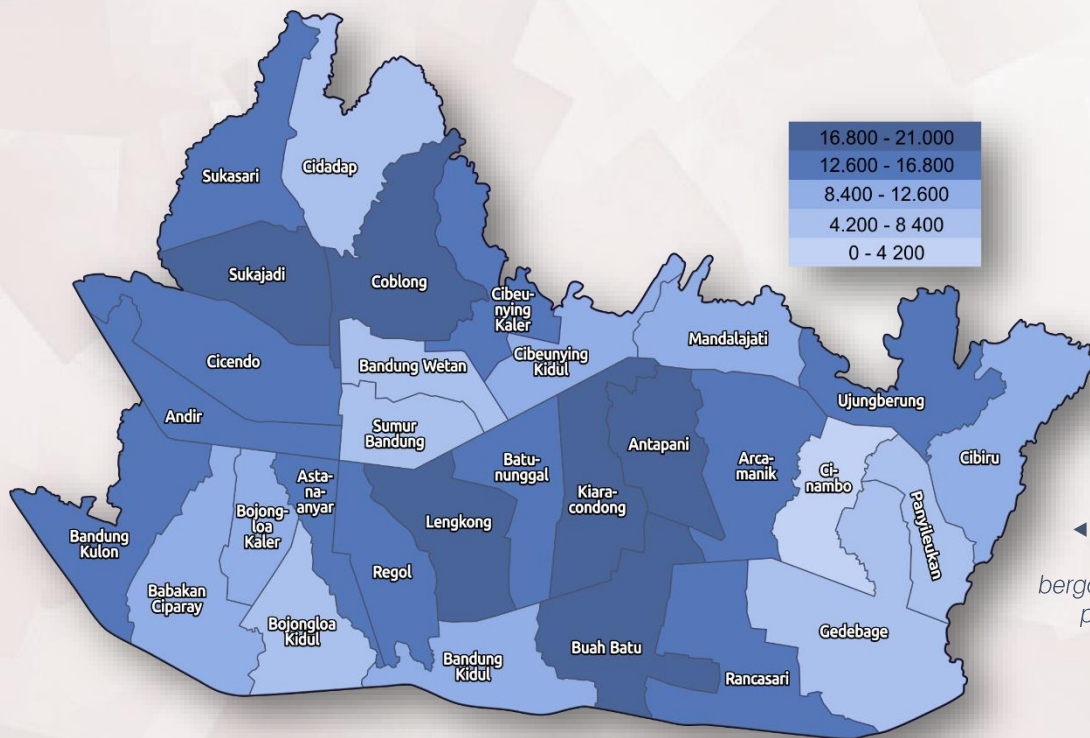 16.800 - 21.000
12.600 - 16.800
8.400 - 12.600
4.200 - 8 400
0 - 4 200
Sukasari
Cidadap
Sukajadi
Coblong
Cibeu-
nying
Kaler
Cicendo
Bandung Wetan
Cibeunying
Kidul
Mandalajati
Ujungberung
Andir
Sumur
Bandung
Antapani
Arca-
manik
Ci-
nambo
Cibiru
Panyileukan
Asta-
na-
anyar
Batu-
nunggal
Kiara-
condong
Bojong-
loa
Kaler
Lengkong
Bandung
Kulon
Regol
Babakan
Ciparay
Bojongloa
Kidul
Bandung
Kidul
Buah Batu
Rancasari
Gedebage